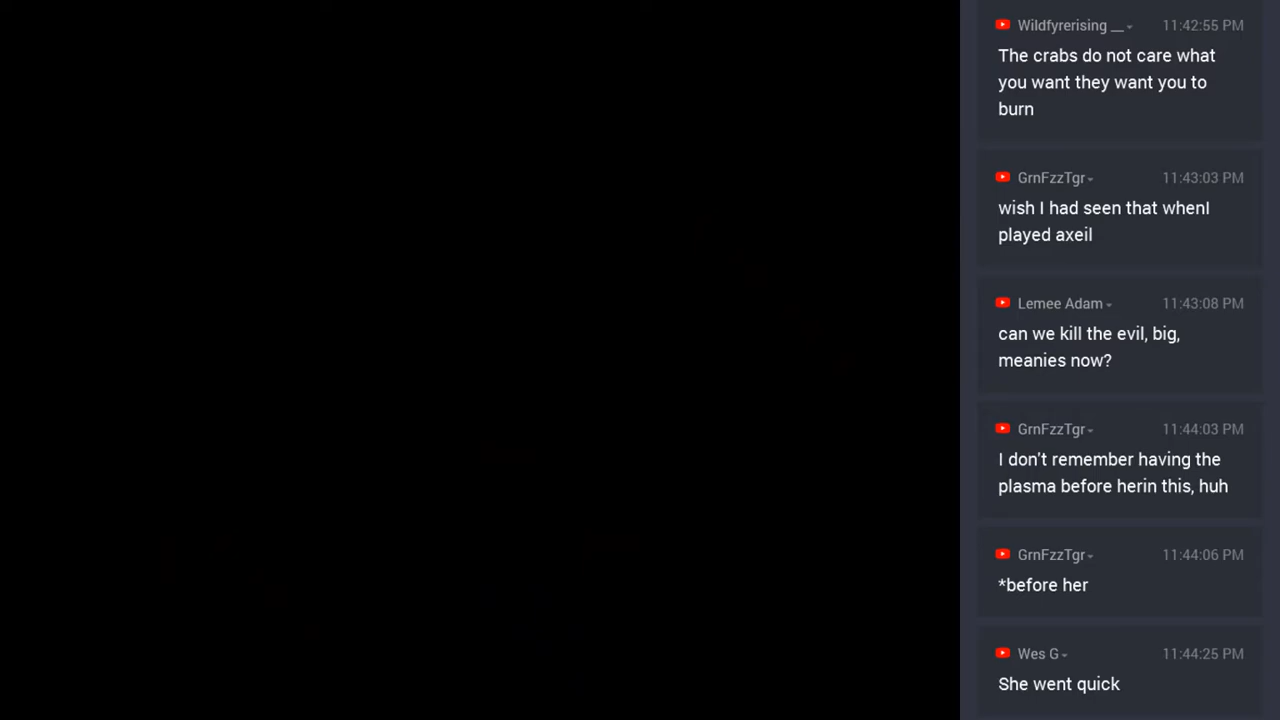 Wildfyrerising __ 11:42:55 PM
The crabs do not care what
you want they want you to
burn
GrnFzzTgr 11:43:03 PM
wish I had seen that whenI
played axeil
Lemee Adam 11:43:08 PM
can we kill the evil, big,
meanies now?
GrnFzzTgr 11:44:03 PM
I don't remember having the
plasma before herin this, huh
GrnFzzTgr 11:44:06 PM
*before her
Wes G 11:44:25 PM
She went quick